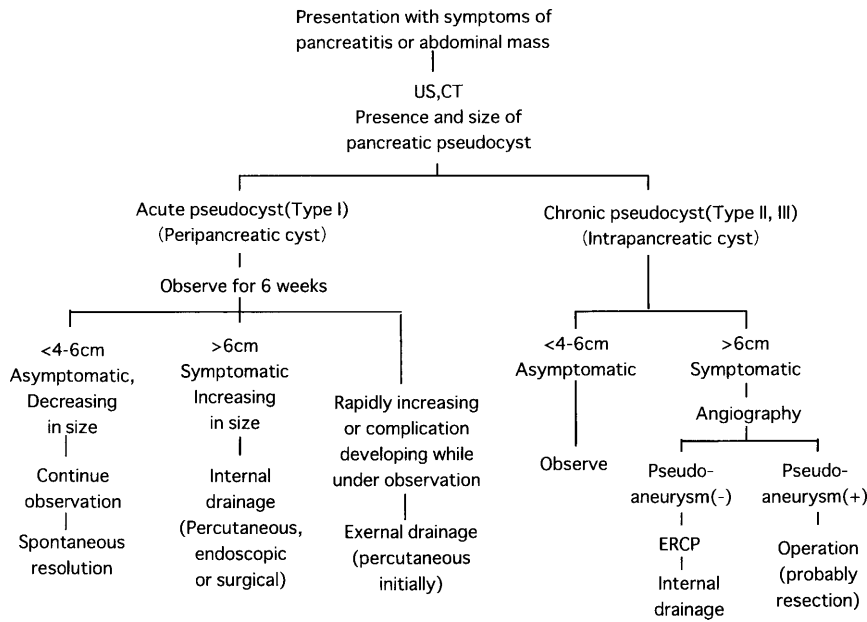 Presentation with symptoms of
pancreatitis or abdominal mass
US,CT
Presence and size of
pancreatic pseudocyst
Acute pseudocyst(Type I)
(Peripancreatic cyst)
Observe for 6 weeks
<4-6cm
Asymptomatic,
Decreasing
in size
Continue
observation
Spontaneous
resolution
>6cm
Symptomatic
Increasing
in size
Internal
drainage
(Percutaneous,
endoscopic
or surgical)
Rapidly increasing
or complication
developing while
under observation
Exernal drainage
(percutaneous
initially)
Chronic pseudocyst(Type II, III)
(Intrapancreatic cyst)
<4-6cm
Asymptomatic
Observe
>6cm
Symptomatic
Angiography
Pseudo-
aneurysm(-)
ERCP
Internal
drainage
Pseudo-
aneurysm(+)
Operation
(probably
resection)